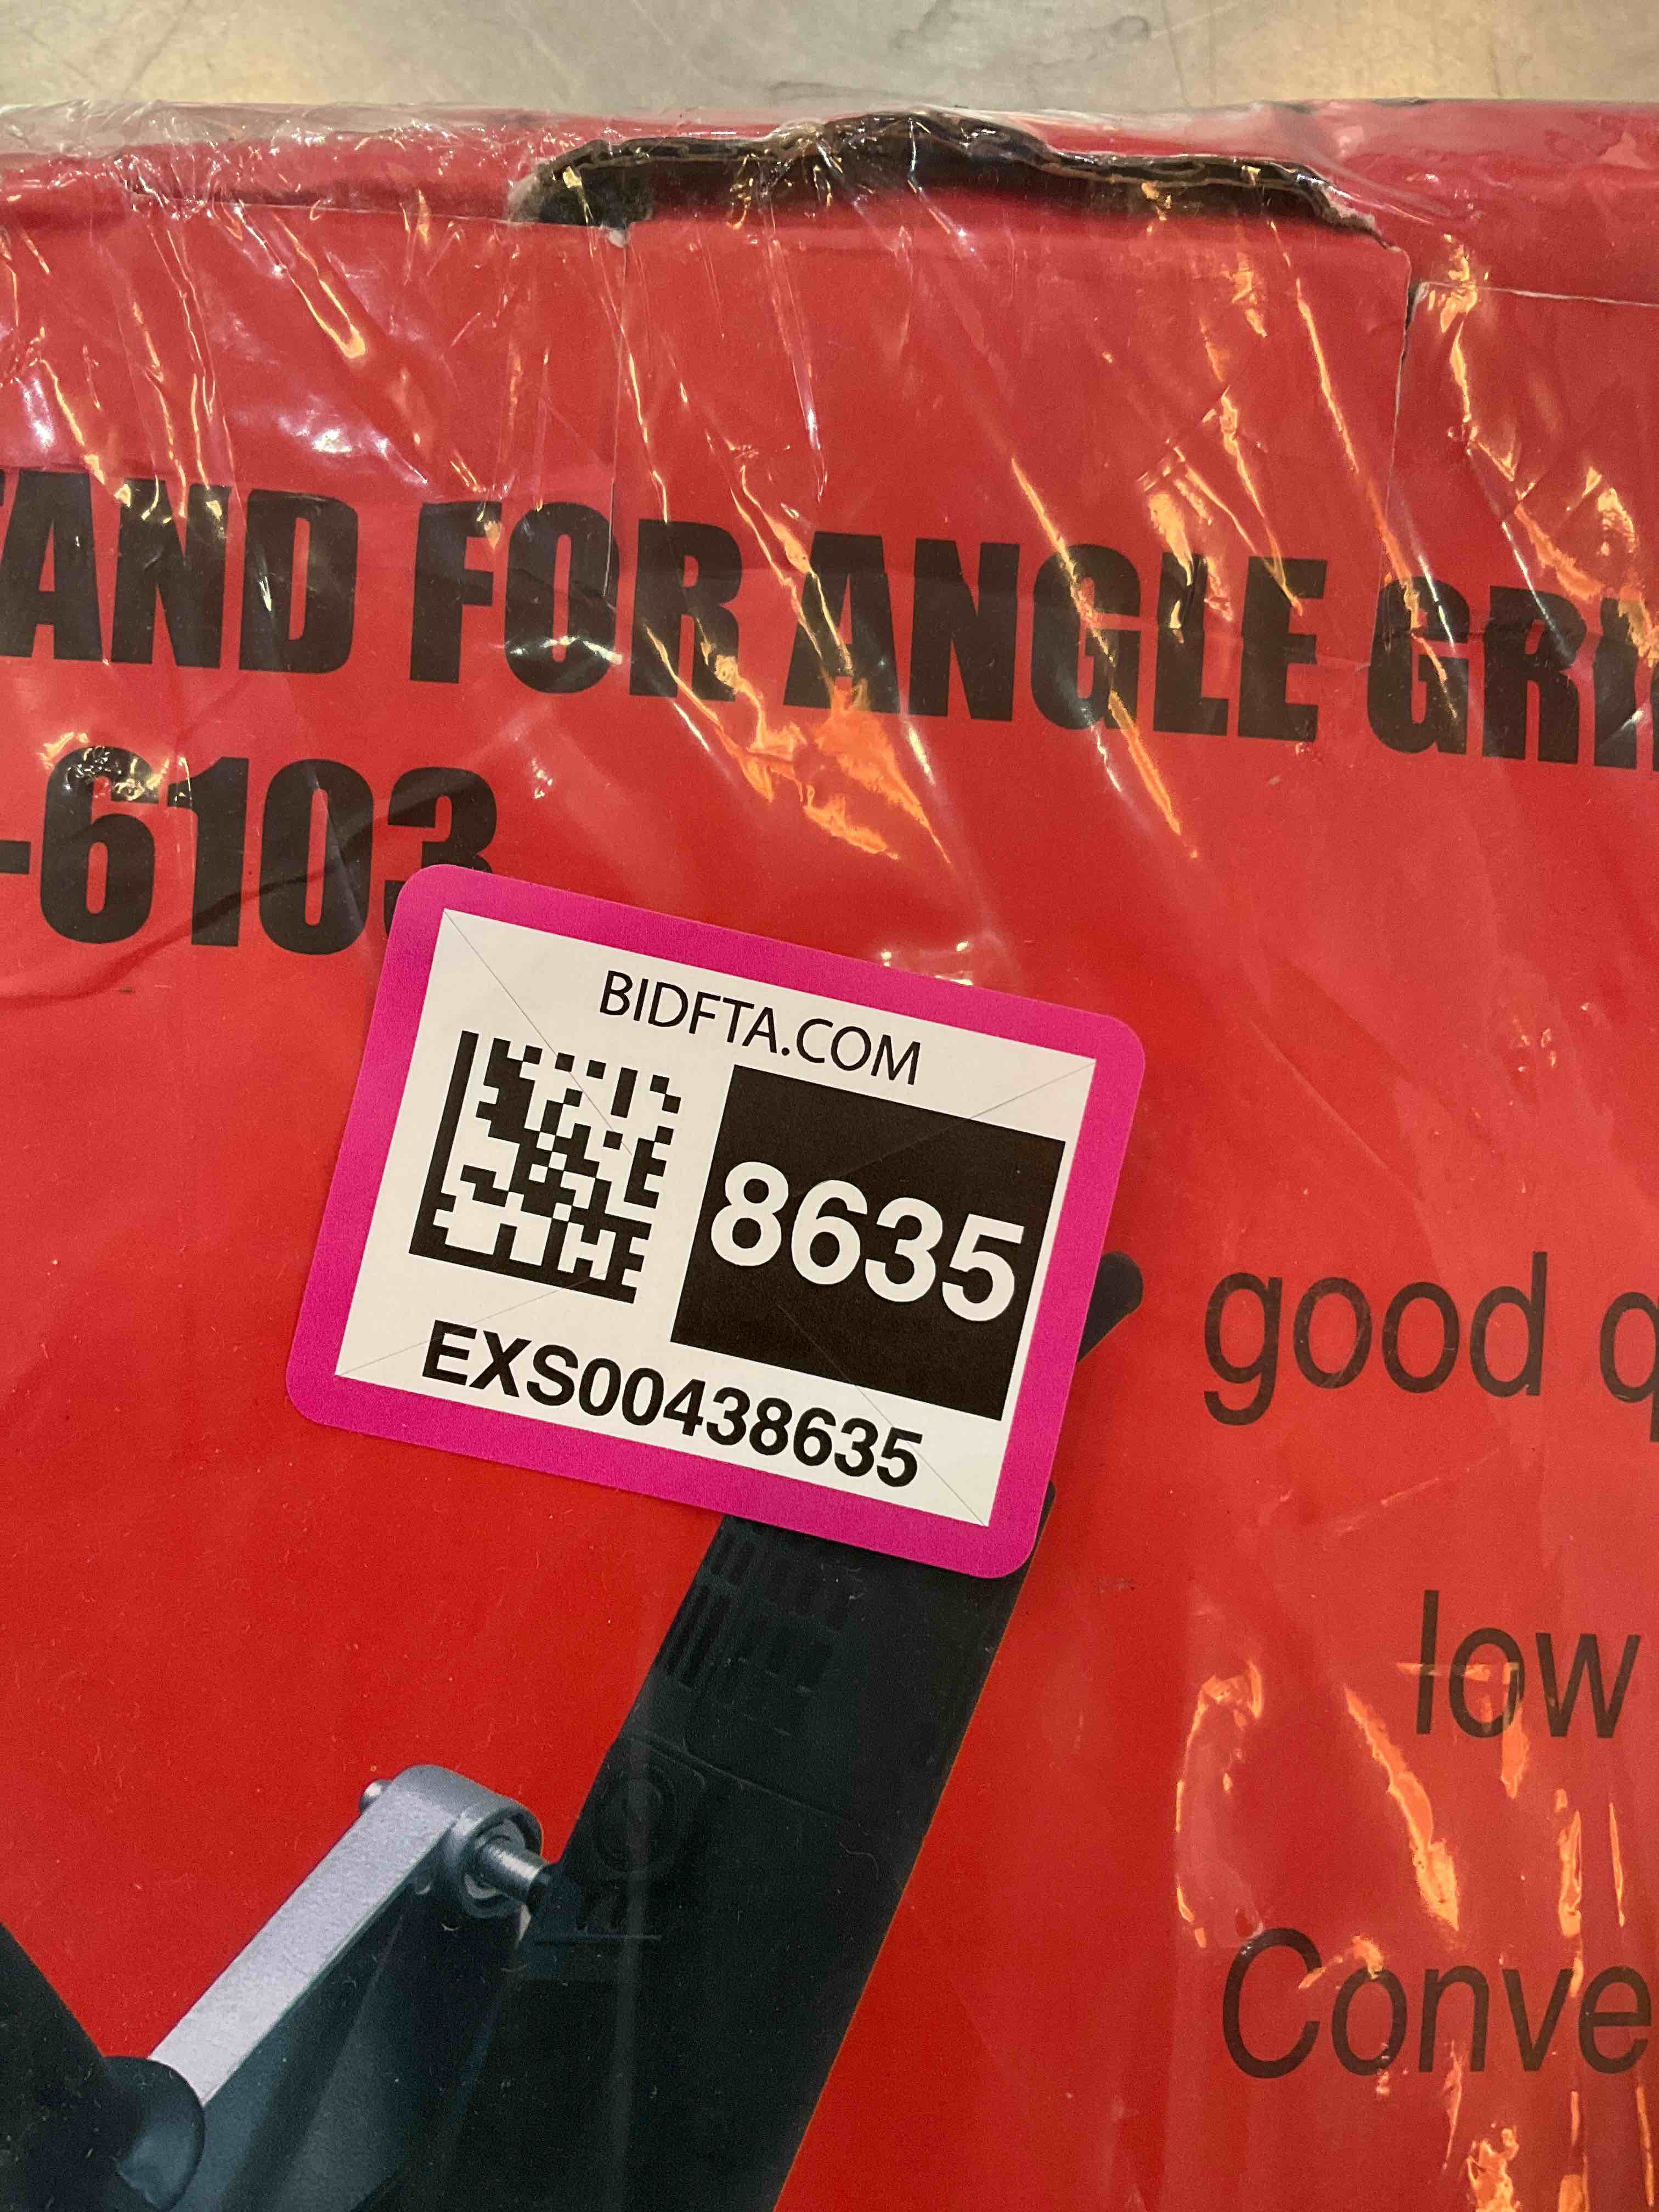 TAND FOR ANGLE GRI
-6103
BIDFTA.COM
8635
EXS00438635
good q
low
Conve